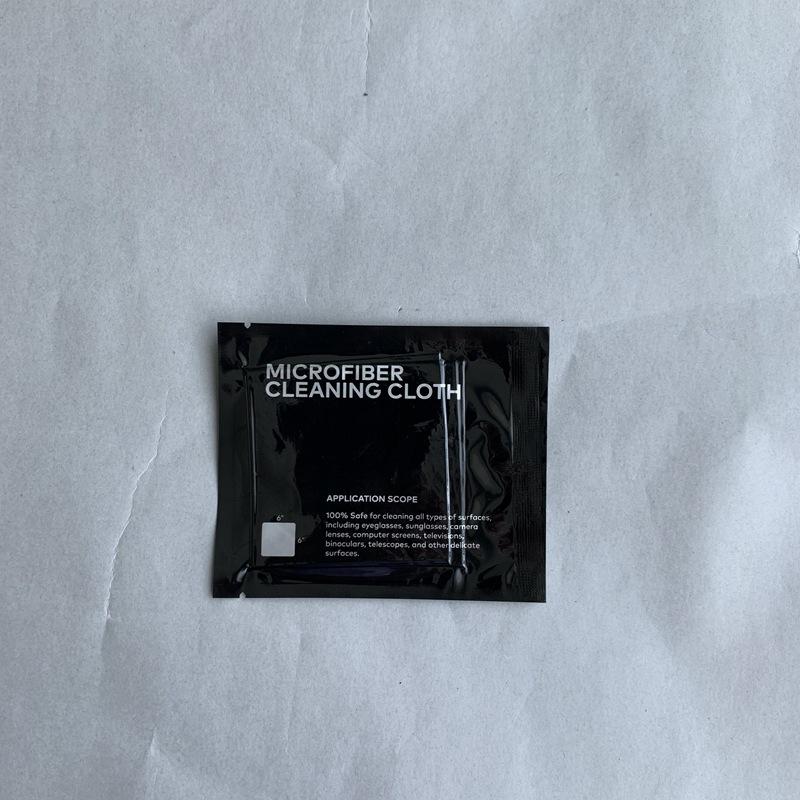 MICROFIBER
CLEANING CLOTH
APPLICATION SCOPE
100% Safe for cleaning all types of surfaces,
including eyeglasses, sunglasses, camera
lenses, computer screens, televisions,
binoculars, telescopes, and other delicate
surfaces.
6"
6"